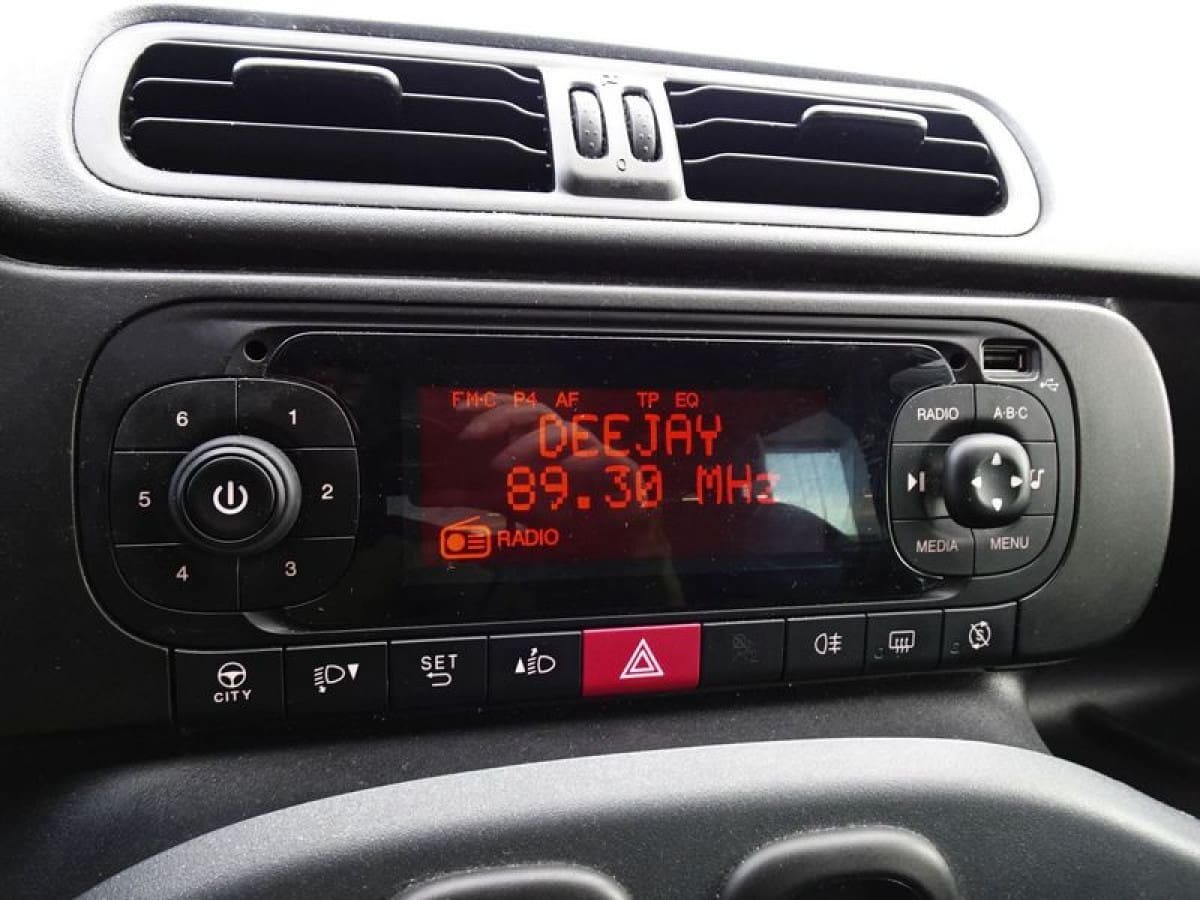 FM-C P4 AF TP EQ
DEEJAY
89.30 MHz
RADIO
6 1
5 2
4 3
RADIO A·B·C
MEDIA MENU
CITY
SET
0